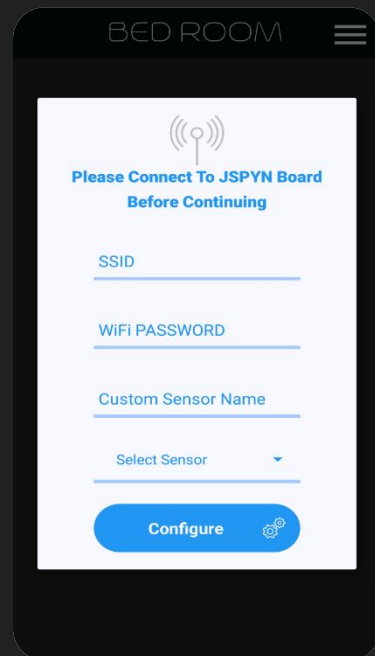 BED ROOM
Please Connect To JSPYN Board
Before Continuing
SSID
WiFi PASSWORD
Custom Sensor Name
Select Sensor
Configure